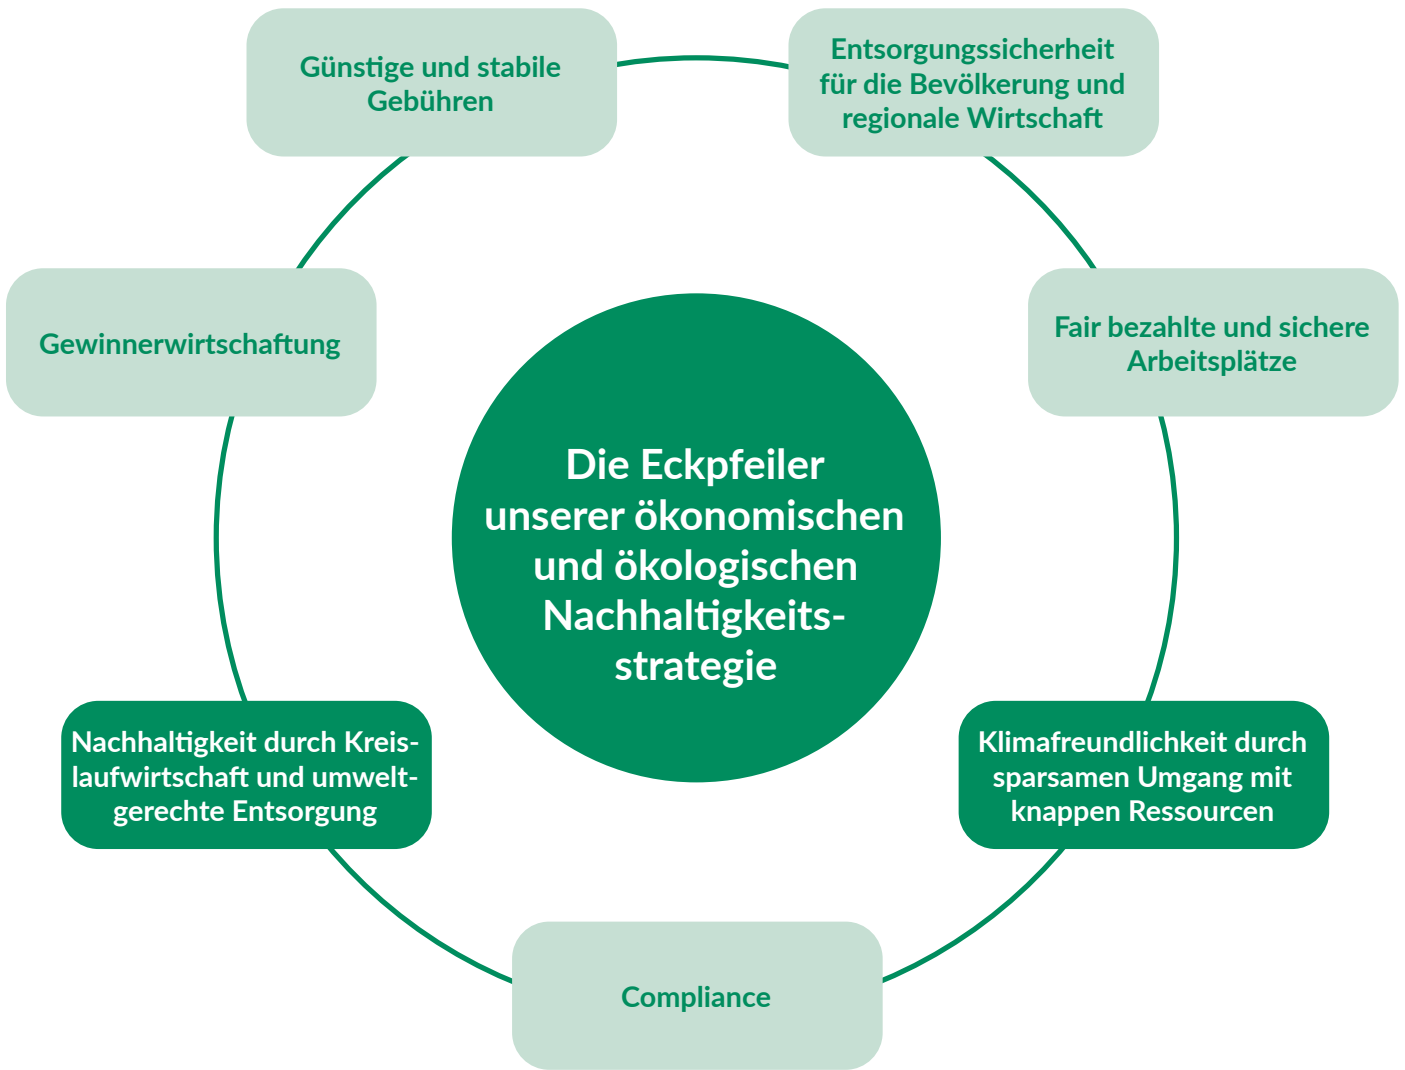 Günstige und stabile
Gebühren
Entsorgungssicherheit
für die Bevölkerung und
regionale Wirtschaft
Gewinnerwirtschaftung
Fair bezahlte und sichere
Arbeitsplätze
Die Eckpfeiler
unserer ökonomischen
und ökologischen
Nachhaltigkeits-
strategie
Nachhaltigkeit durch Kreis-
laufwirtschaft und umwelt-
gerechte Entsorgung
Klimafreundlichkeit durch
sparsamen Umgang mit
knappen Ressourcen
Compliance